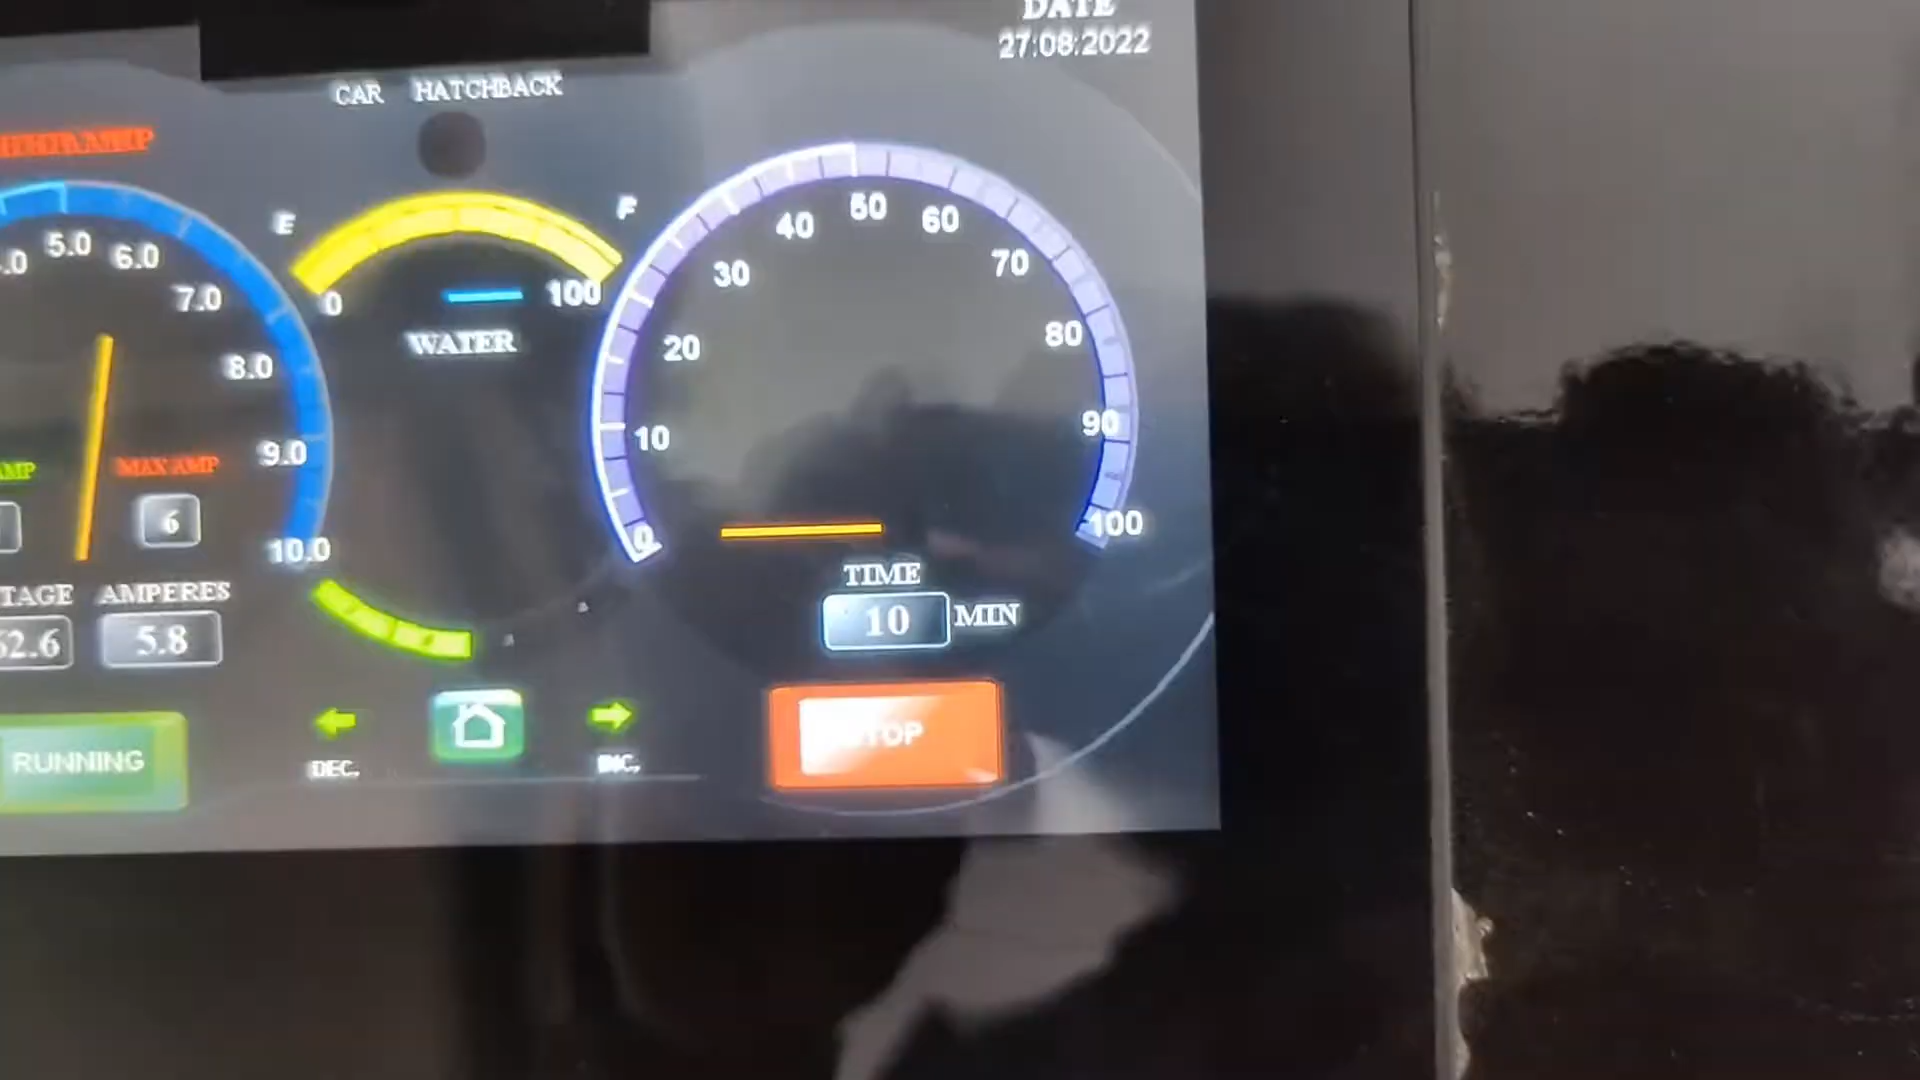 DATE
27:08:2022
CAR HATCHBACK
E
F
5.0
6.0
7.0
8.0
9.0
10.0
0
100
WATER
0
10
20
30
40
50
60
70
80
90
100
MAX AMP
6
AMPERES
5.8
TIME
10 MIN
RUNNING
DEC.
INC.